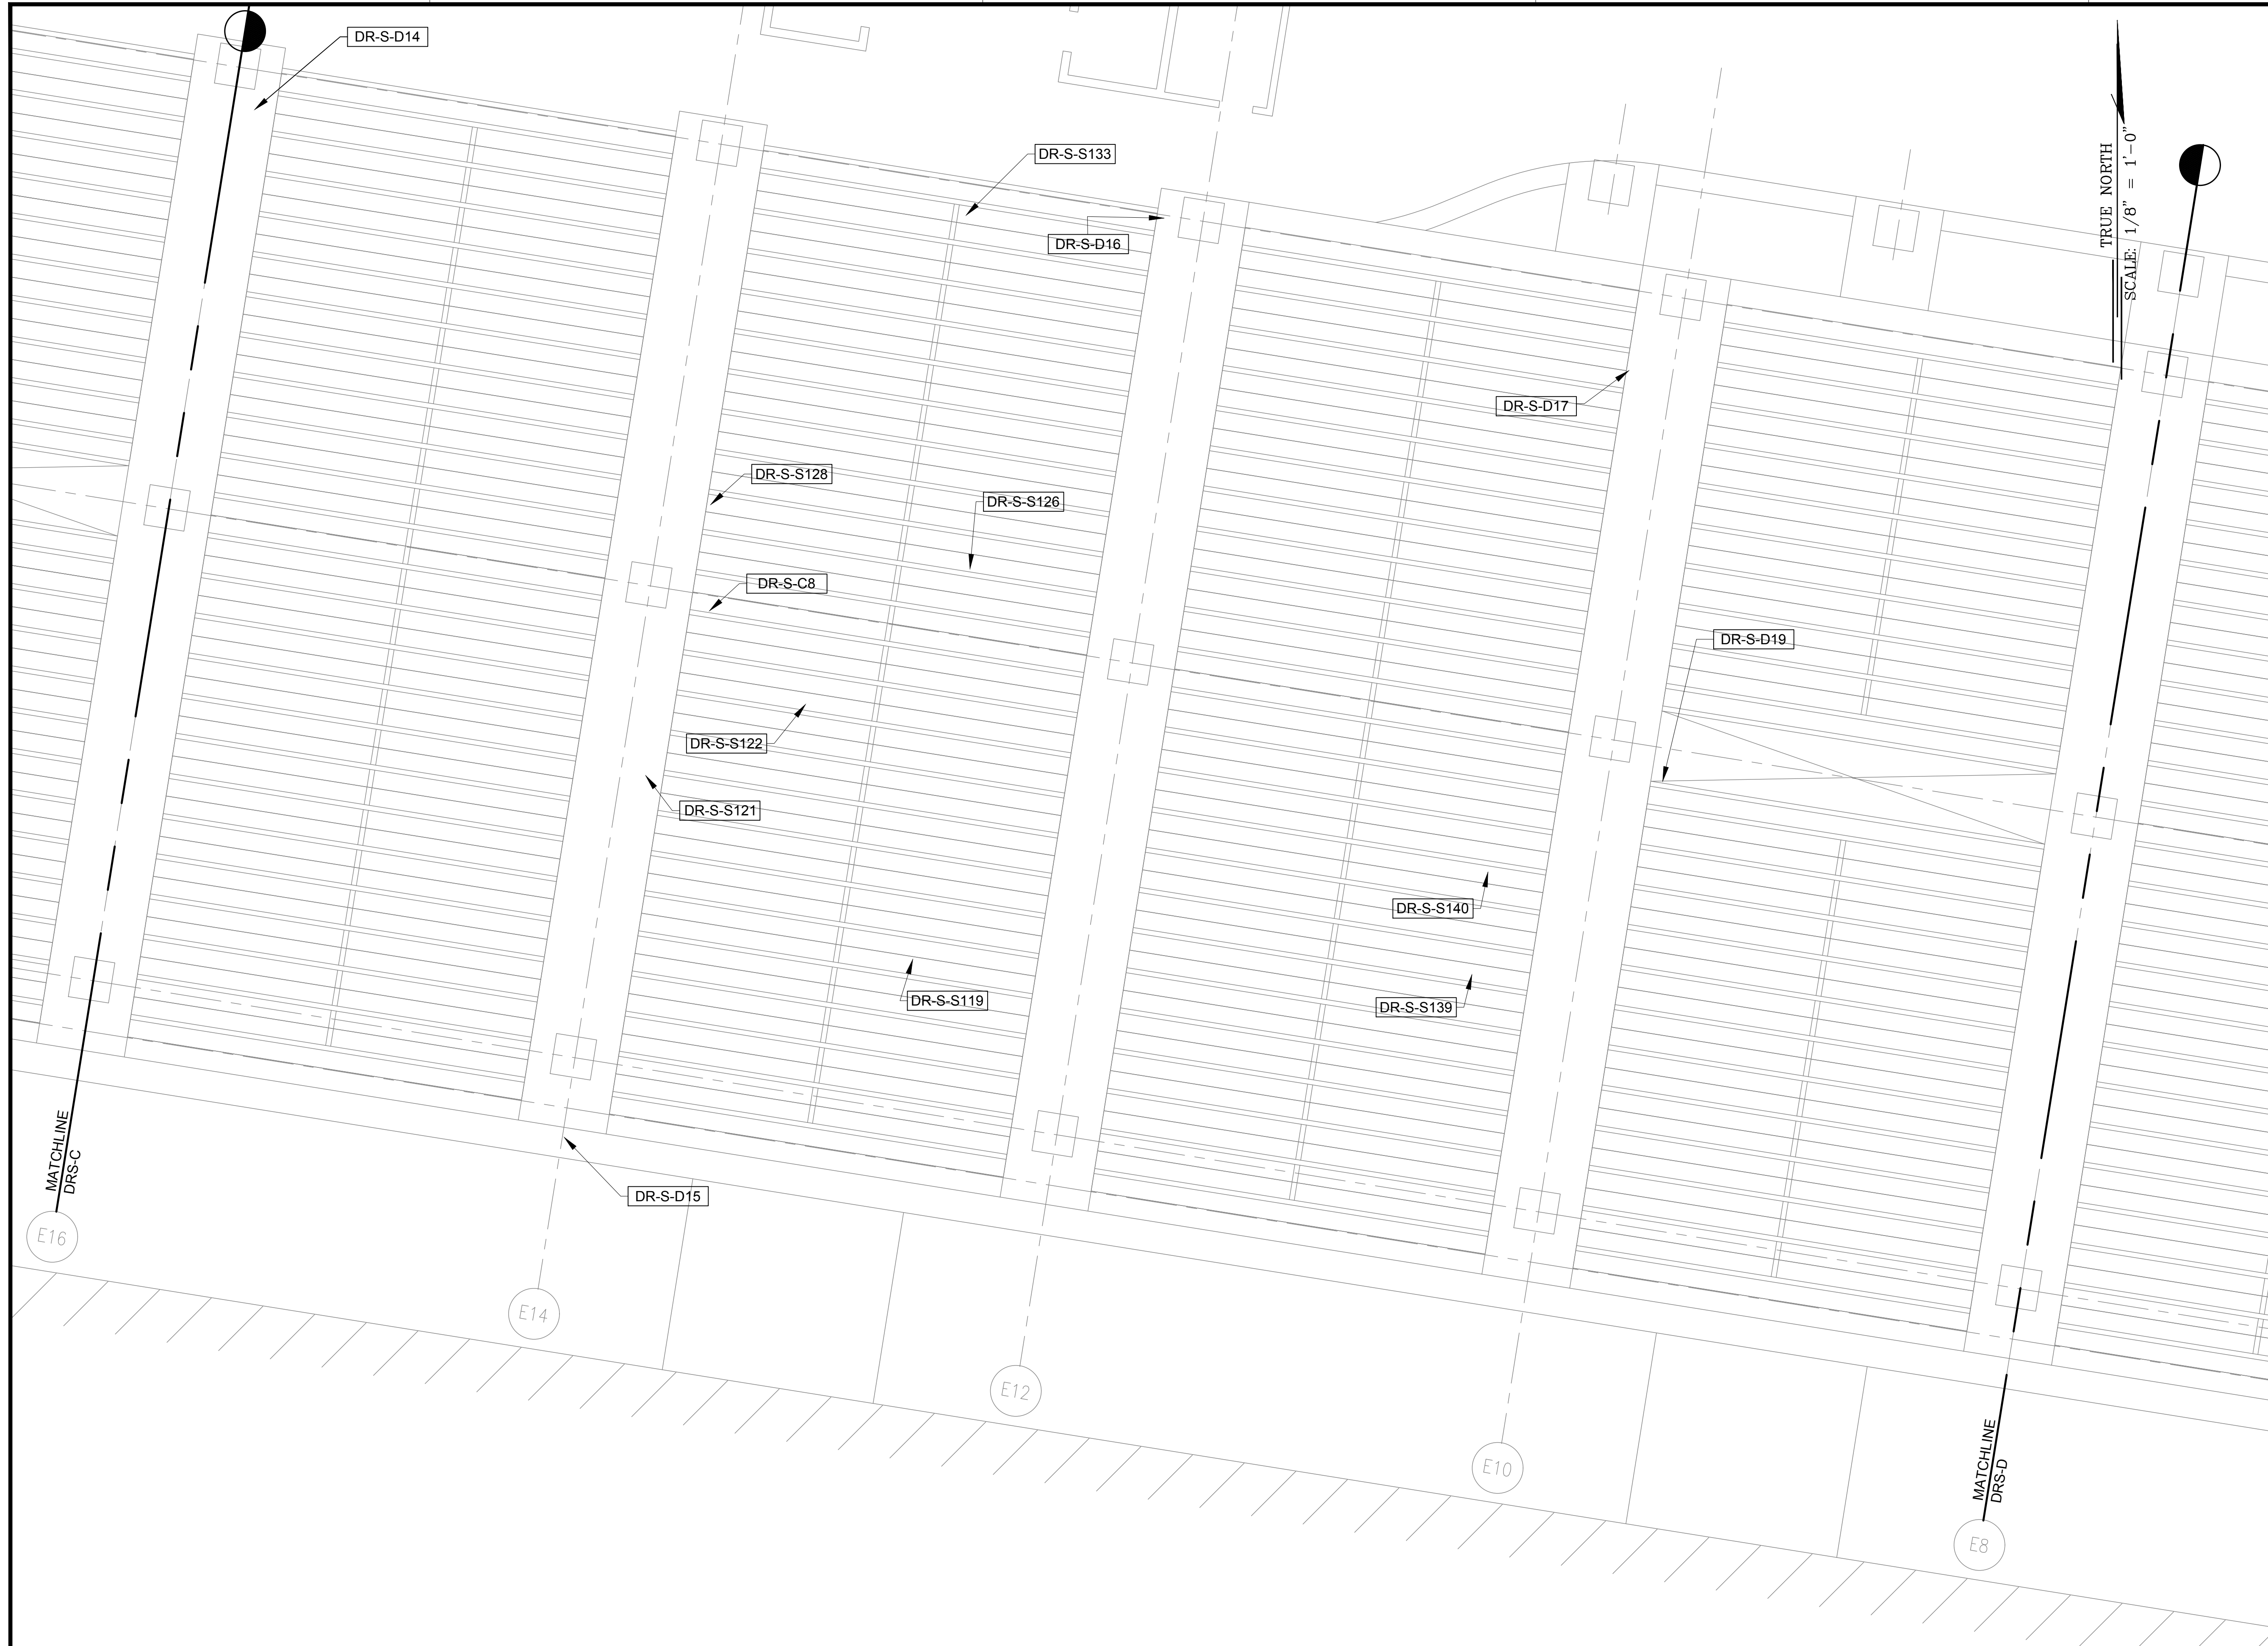 DR-S-D14
DR-S-S133
TRUE NORTH
SCALE: 1/8" = 1'-0"
DR-S-D16
DR-S-D17
DR-S-S128
DR-S-S126
DR-S-C8
DR-S-D19
DR-S-S122
DR-S-S121
DR-S-S140
DR-S-S119
DR-S-S139
MATCHLINE
DRS-C
DR-S-D15
E16
E14
E12
E10
MATCHLINE
DRS-D
E8